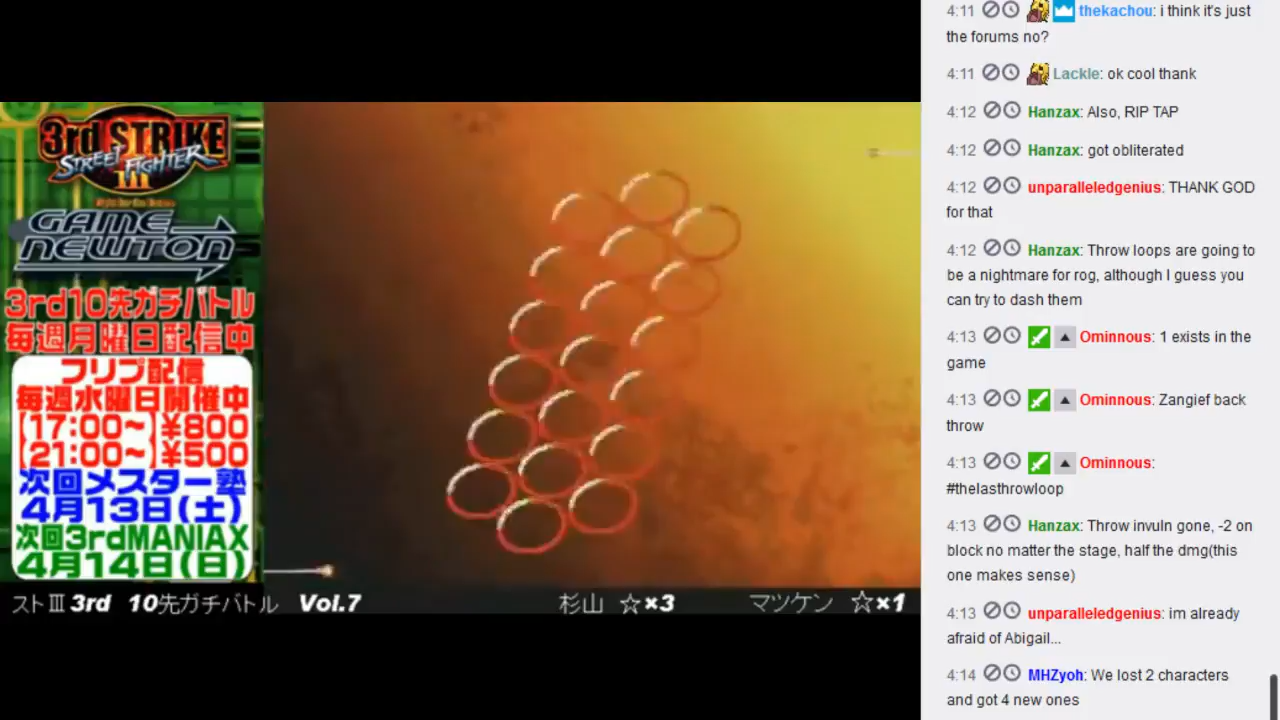 3rd STRIKE
STREET FIGHTER
III
GAME
NEWTON
3rd10先ガチバトル
毎週月曜日配信中
フリプ配信
毎週水曜日開催中
(17:00~)¥800
(21:00~)¥500
次回メスター塾
4月13日(土)
次回3rdMANIAX
4月14日(日)
ストⅢ 3rd 10先ガチバトル Vol.7 杉山 ☆×3 マツケン ☆×1
4:11 thekachou: i think it's just
the forums no?
4:11 Lackle: ok cool thank
4:12 Hanzax: Also, RIP TAP
4:12 Hanzax: got obliterated
4:12 unparalleledgenius: THANK GOD
for that
4:12 Hanzax: Throw loops are going to
be a nightmare for rog, although I guess you
can try to dash them
4:13 Ominnous: 1 exists in the
game
4:13 Ominnous: Zangief back
throw
4:13 Ominnous:
#thelasthrowloop
4:13 Hanzax: Throw invuln gone, -2 on
block no matter the stage, half the dmg(this
one makes sense)
4:13 unparalleledgenius: im already
afraid of Abigail...
4:14 MHZyoh: We lost 2 characters
and got 4 new ones